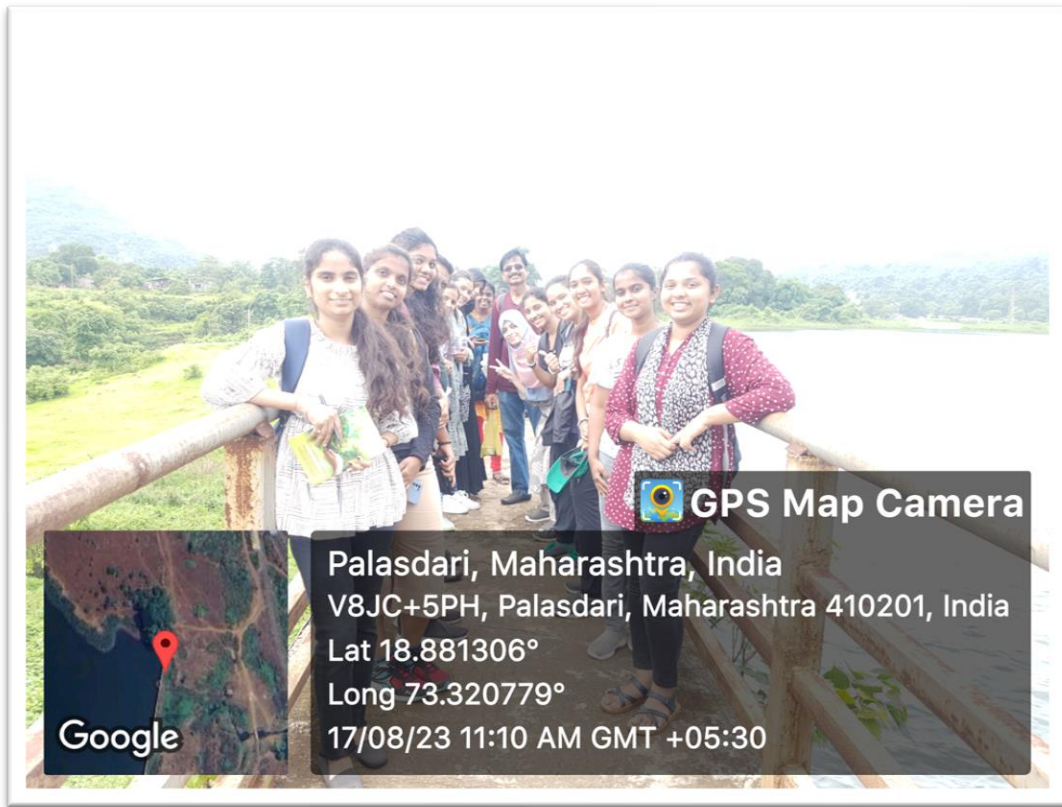 GPS Map Camera
Palasdari, Maharashtra, India
V8JC+5PH, Palasdari, Maharashtra 410201, India
Lat 18.881306°
Long 73.320779°
17/08/23 11:10 AM GMT +05:30
Google